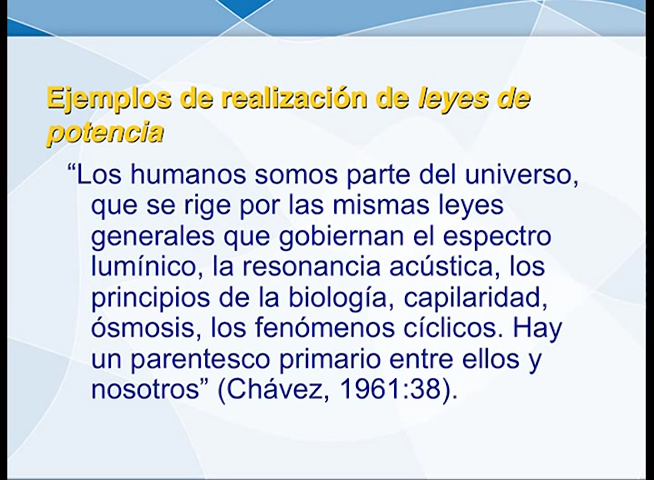 Ejemplos de realización de leyes de
potencia
“Los humanos somos parte del universo,
que se rige por las mismas leyes
generales que gobiernan el espectro
lumínico, la resonancia acústica, los
principios de la biología, capilaridad,
ósmosis, los fenómenos cíclicos. Hay
un parentesco primario entre ellos y
nosotros” (Chávez, 1961:38).